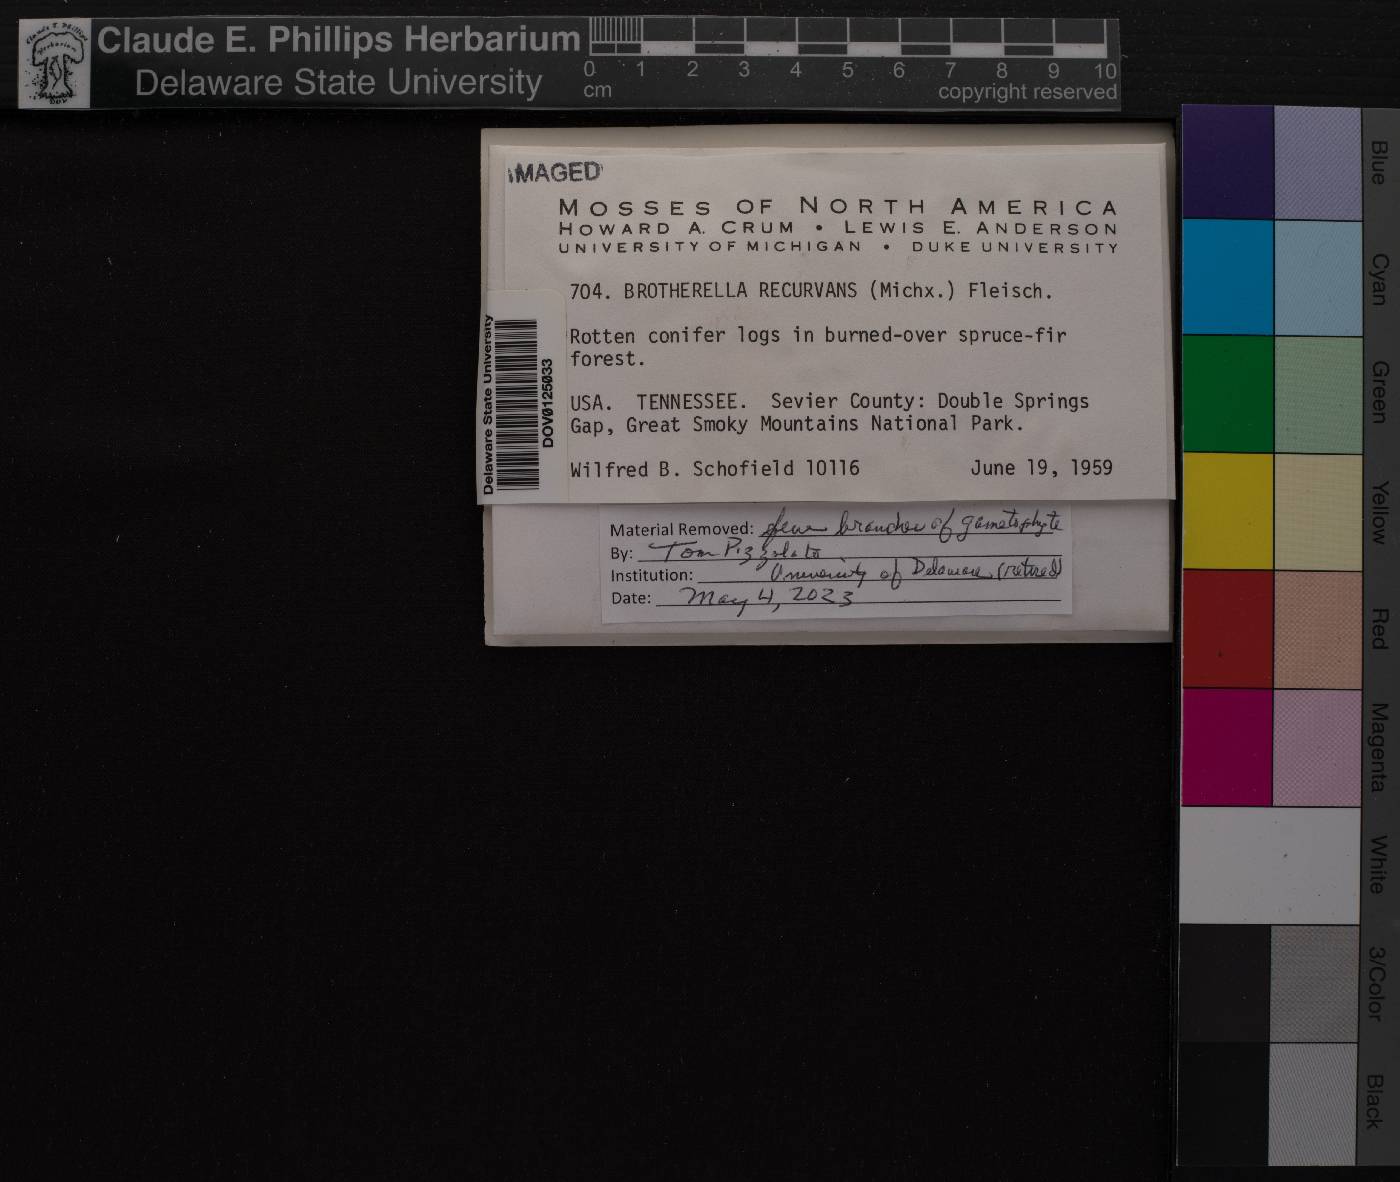 Claude E. Phillips Herbarium
Delaware State University
0 1 2 3 4 5 6 7 8 9 10
cm
copyright reserved
IMAGED
MOSSES OF NORTH AMERICA
HOWARD A. CRUM • LEWIS E. ANDERSON
UNIVERSITY OF MICHIGAN • DUKE UNIVERSITY
704. BROTHERELLA RECURVANS (Michx.) Fleisch.
Rotten conifer logs in burned-over spruce-fir
forest.
USA. TENNESSEE. Sevier County: Double Springs
Gap, Great Smoky Mountains National Park.
Wilfred B. Schofield 10116 June 19, 1959
Delaware State University
DOV0125033
Material Removed: few branches of gametophyte
By: Tom Pizzolato
Institution: University of Delaware (retired)
Date: May 4, 2023
Blue
Cyan
Green
Yellow
Red
Magenta
White
3/Color
Black